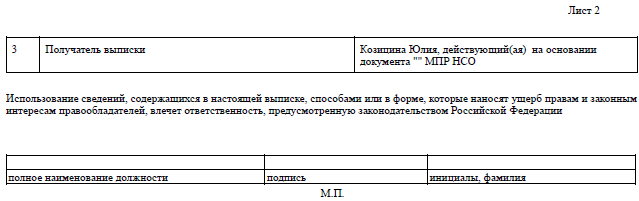 Лист 2
3 Получатель выписки Козицина Юлия, действующий(ая) на основании
документа "" МПР НСО
Использование сведений, содержащихся в настоящей выписке, способами или в форме, которые наносят ущерб правам и законным
интересам правообладателей, влечет ответственность, предусмотренную законодательством Российской Федерации
полное наименование должности подпись инициалы, фамилия
М.П.